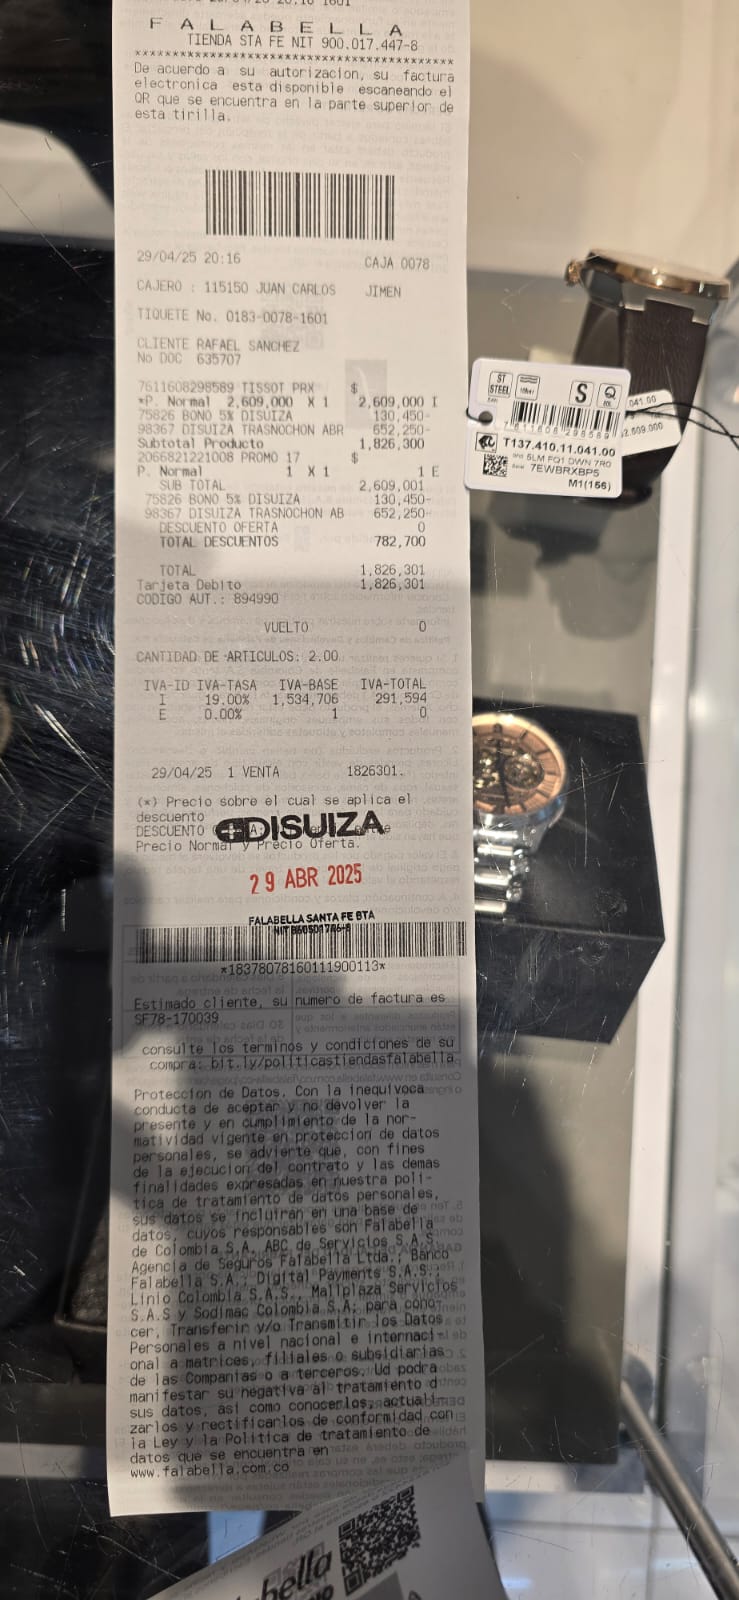 F A L A B E L L A
TIENDA STA FE NIT 900.017.447-8
******************************************
De acuerdo a su autorizacion, su factura
electronica esta disponible escaneando el
QR que se encuentra en la parte superior de
esta tirilla.
29/04/25 20:16 CAJA 0078
CAJERO : 115150 JUAN CARLOS JIMEN
TIQUETE No. 0183-0078-1601
CLIENTE RAFAEL SANCHEZ
No DOC 635707
7611608298589 TISSOT PRX $
*P. Normal 2,609,000 X 1 2,609,000 I
75826 BONO 5% DISUIZA 130,450-
98367 DISUIZA TRASNOCHON ABR 652,250-
Subtotal Producto 1,826,300
2066821221008 PROMO 17 $
P. Normal 1 X 1 1 E
SUB TOTAL 2,609,001
75826 BONO 5% DISUIZA 130,450-
98367 DISUIZA TRASNOCHON AB 652,250-
DESCUENTO OFERTA 0
TOTAL DESCUENTOS 782,700
TOTAL 1,826,301
Tarjeta Debito 1,826,301
CODIGO AUT.: 894990
VUELTO 0
CANTIDAD DE ARTICULOS: 2.00
IVA-ID IVA-TASA IVA-BASE IVA-TOTAL
I 19.00% 1,534,706 291,594
E 0.00% 1 0
29/04/25 1 VENTA 1826301.
(*) Precio sobre el cual se aplica el
descuento
DESCUENTO
DISUIZA
Precio Normal y Precio Oferta.
29 ABR 2025
FALABELLA SANTA FE BTA
*18378078160111900113*
Estimado cliente, su numero de factura es
SF78-170039
consulte los terminos y condiciones de su
compra: bit.ly/politicastiendasfalabella
Proteccion de Datos. Con la inequivoca
conducta de aceptar y no devolver la
presente y en cumplimiento de la nor-
matividad vigente en proteccion de datos
personales, se advierte que, con fines
de la ejecucion del contrato y las demas
finalidades expresadas en nuestra poli-
tica de tratamiento de datos personales,
sus datos se incluiran en una base de
datos, cuyos responsables son Falabella
de Colombia S.A, ABC de Servicios S.A.S
Agencia de Seguros Falabella Ltda., Banco
Falabella S.A., Digital Payments S.A.S.,
Linio Colombia S.A.S., Mallplaza Servicios
S.A.S y Sodimac Colombia S.A; para cono-
cer, Transferir y/o Transmitir los Datos
Personales a nivel nacional e internaci-
onal a matrices, filiales o subsidiarias
de las Companias o a terceros. Ud podra
manifestar su negativa al tratamiento d
sus datos, asi como conocerlos, actuali-
zarlos y rectificarlos de conformidad con
la Ley y la Politica de tratamiento de
datos que se encuentra en
www.falabella.com.co
ST
STEEL
S
Q
7611608298589
T137.410.11.041.00
5LM FQ1 DWN 7R0
7EWBRXBP5
M1(156)
041.00
2.609.000